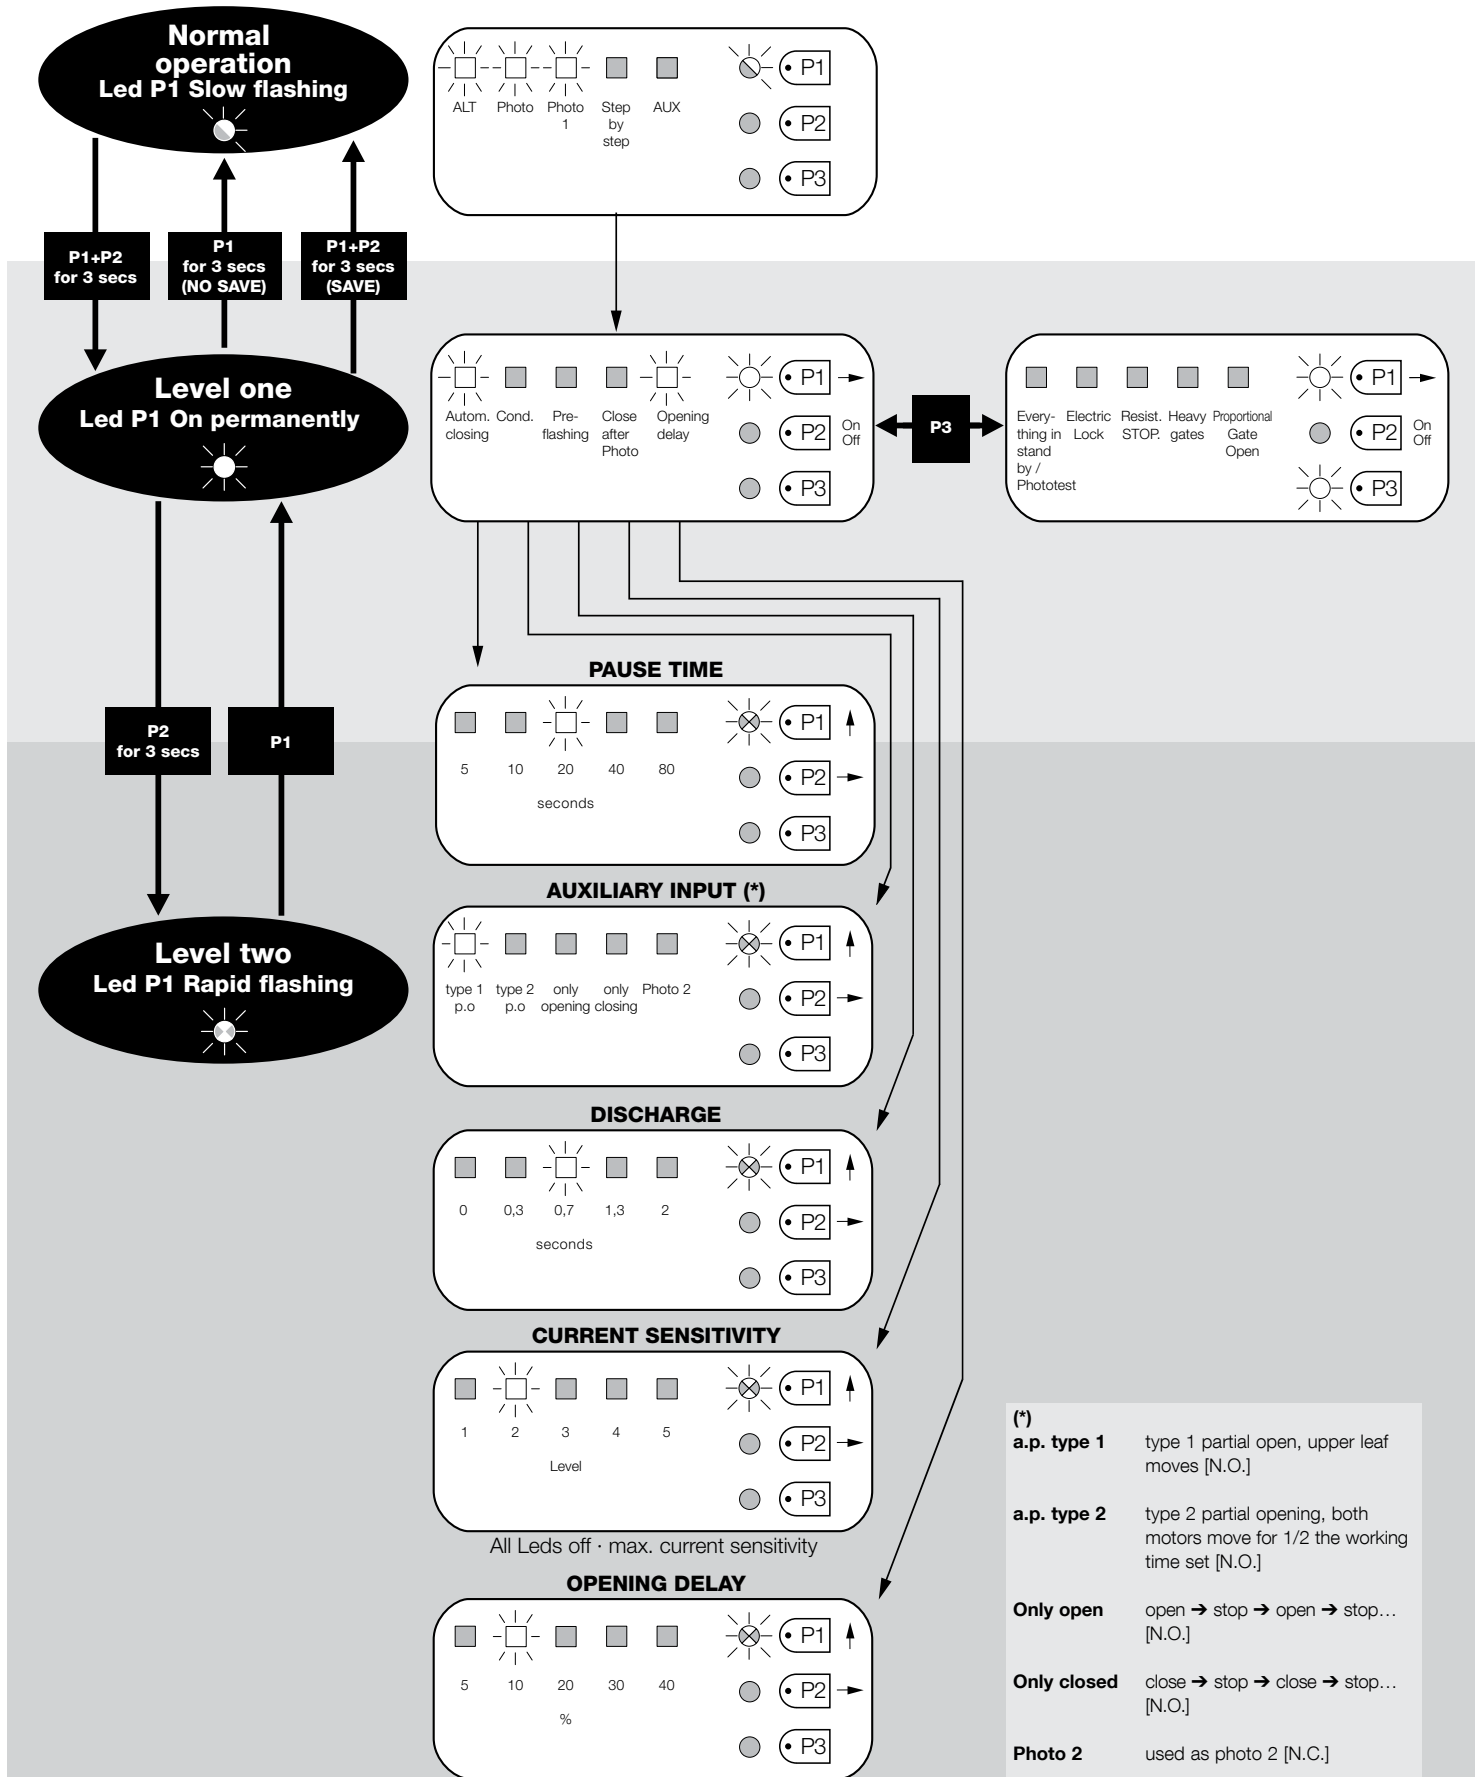 Normal
operation
Led P1 Slow flashing
P1+P2
for 3 secs
P1
for 3 secs
(NO SAVE)
P1+P2
for 3 secs
(SAVE)
Level one
Led P1 On permanently
P2
for 3 secs
P1
Level two
Led P1 Rapid flashing
ALT Photo Photo 1 Step by step AUX
P1
P2
P3
Autom. closing
Cond.
Pre-
flashing
Close
after
Photo
Opening
delay
P1
P2 On
Off
P3
P3
Every-
thing in
stand
by /
Phototest
Electric
Lock
Resist.
STOP.
Heavy
gates
Proportional
Gate
Open
P1
P2 On
Off
P3
PAUSE TIME
5 10 20 40 80
seconds
P1
P2
P3
AUXILIARY INPUT (*)
type 1
p.o
type 2
p.o
only
opening
only
closing
Photo 2
P1
P2
P3
DISCHARGE
0 0,3 0,7 1,3 2
seconds
P1
P2
P3
CURRENT SENSITIVITY
1 2 3 4 5
Level
P1
P2
P3
All Leds off · max. current sensitivity
OPENING DELAY
5 10 20 30 40
%
P1
P2
P3
(*)
a.p. type 1 type 1 partial open, upper leaf
moves [N.O.]
a.p. type 2 type 2 partial opening, both
motors move for 1/2 the working
time set [N.O.]
Only open open ➔ stop ➔ open ➔ stop…
[N.O.]
Only closed close ➔ stop ➔ close ➔ stop…
[N.O.]
Photo 2 used as photo 2 [N.C.]